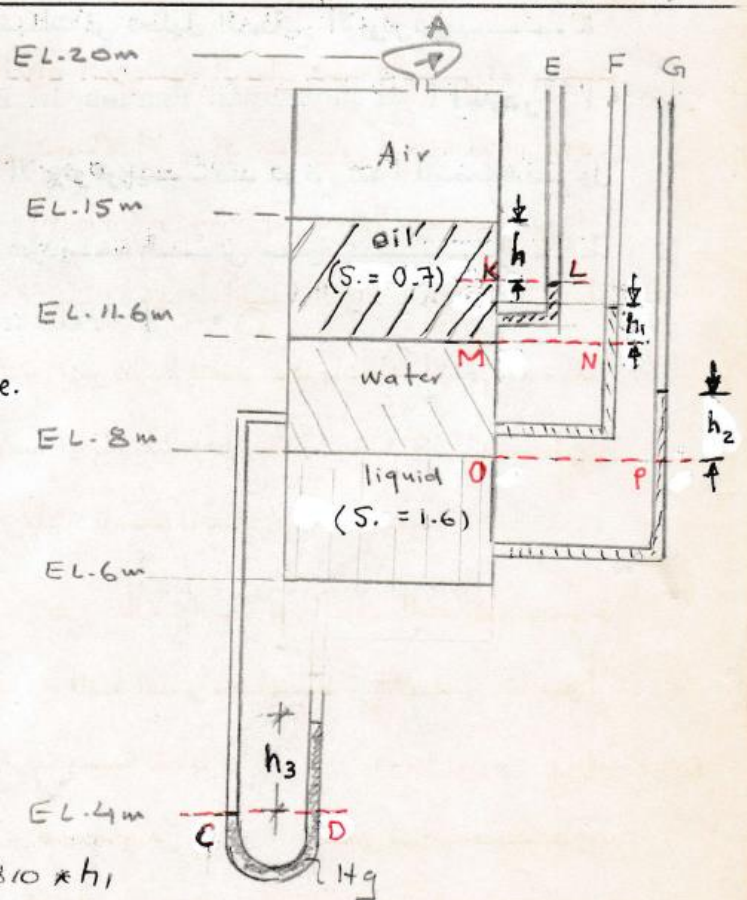 EL.20m
A
E F G
Air
EL.15m
oil
(S. = 0.7)
h
K L
EL.11.6m
h₁
M N
e.
water
h₂
EL.8m
O P
liquid
(S. = 1.6)
EL.6m
h₃
EL.4m
C D
810 * h₁
Hg